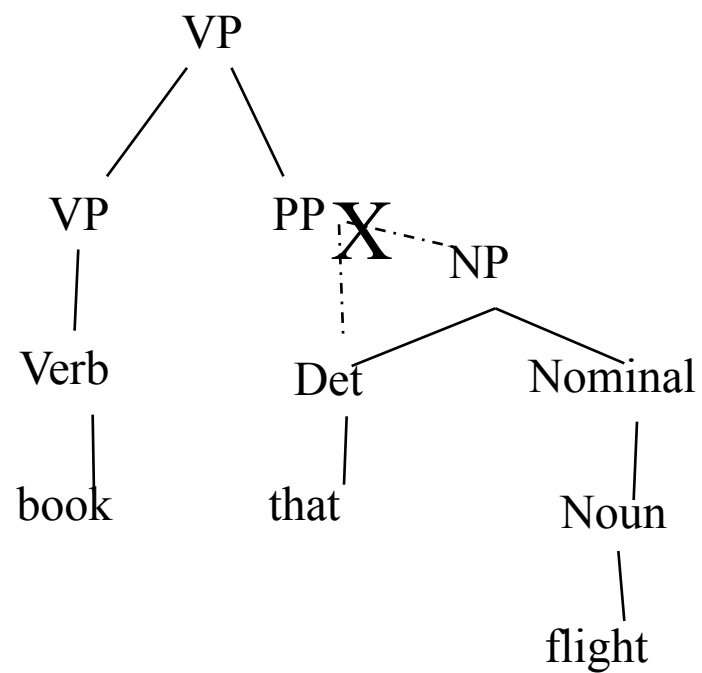 VP
VP PP X
NP
Verb Det Nominal
book that Noun
flight